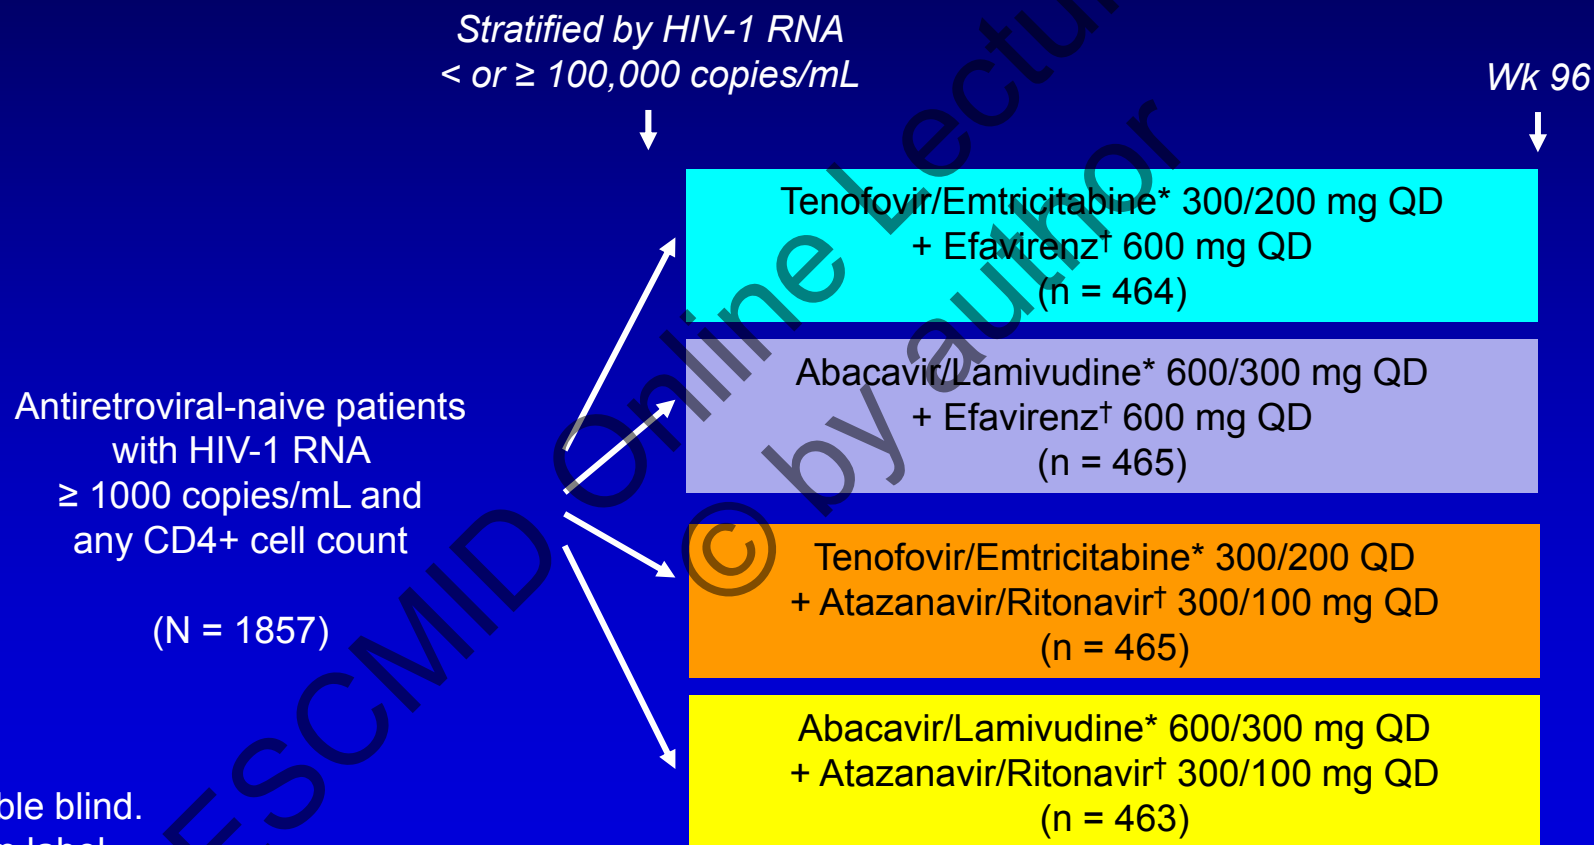 Stratified by HIV-1 RNA
< or ≥ 100,000 copies/mL
Wk 96
Tenofovir/Emtricitabine* 300/200 mg QD
+ Efavirenz† 600 mg QD
(n = 464)
Abacavir/Lamivudine* 600/300 mg QD
+ Efavirenz† 600 mg QD
(n = 465)
Antiretroviral-naive patients
with HIV-1 RNA
≥ 1000 copies/mL and
any CD4+ cell count
(N = 1857)
Tenofovir/Emtricitabine* 300/200 QD
+ Atazanavir/Ritonavir† 300/100 mg QD
(n = 465)
Abacavir/Lamivudine* 600/300 mg QD
+ Atazanavir/Ritonavir† 300/100 mg QD
(n = 463)
blind.
label
ESCMID Online
© by author